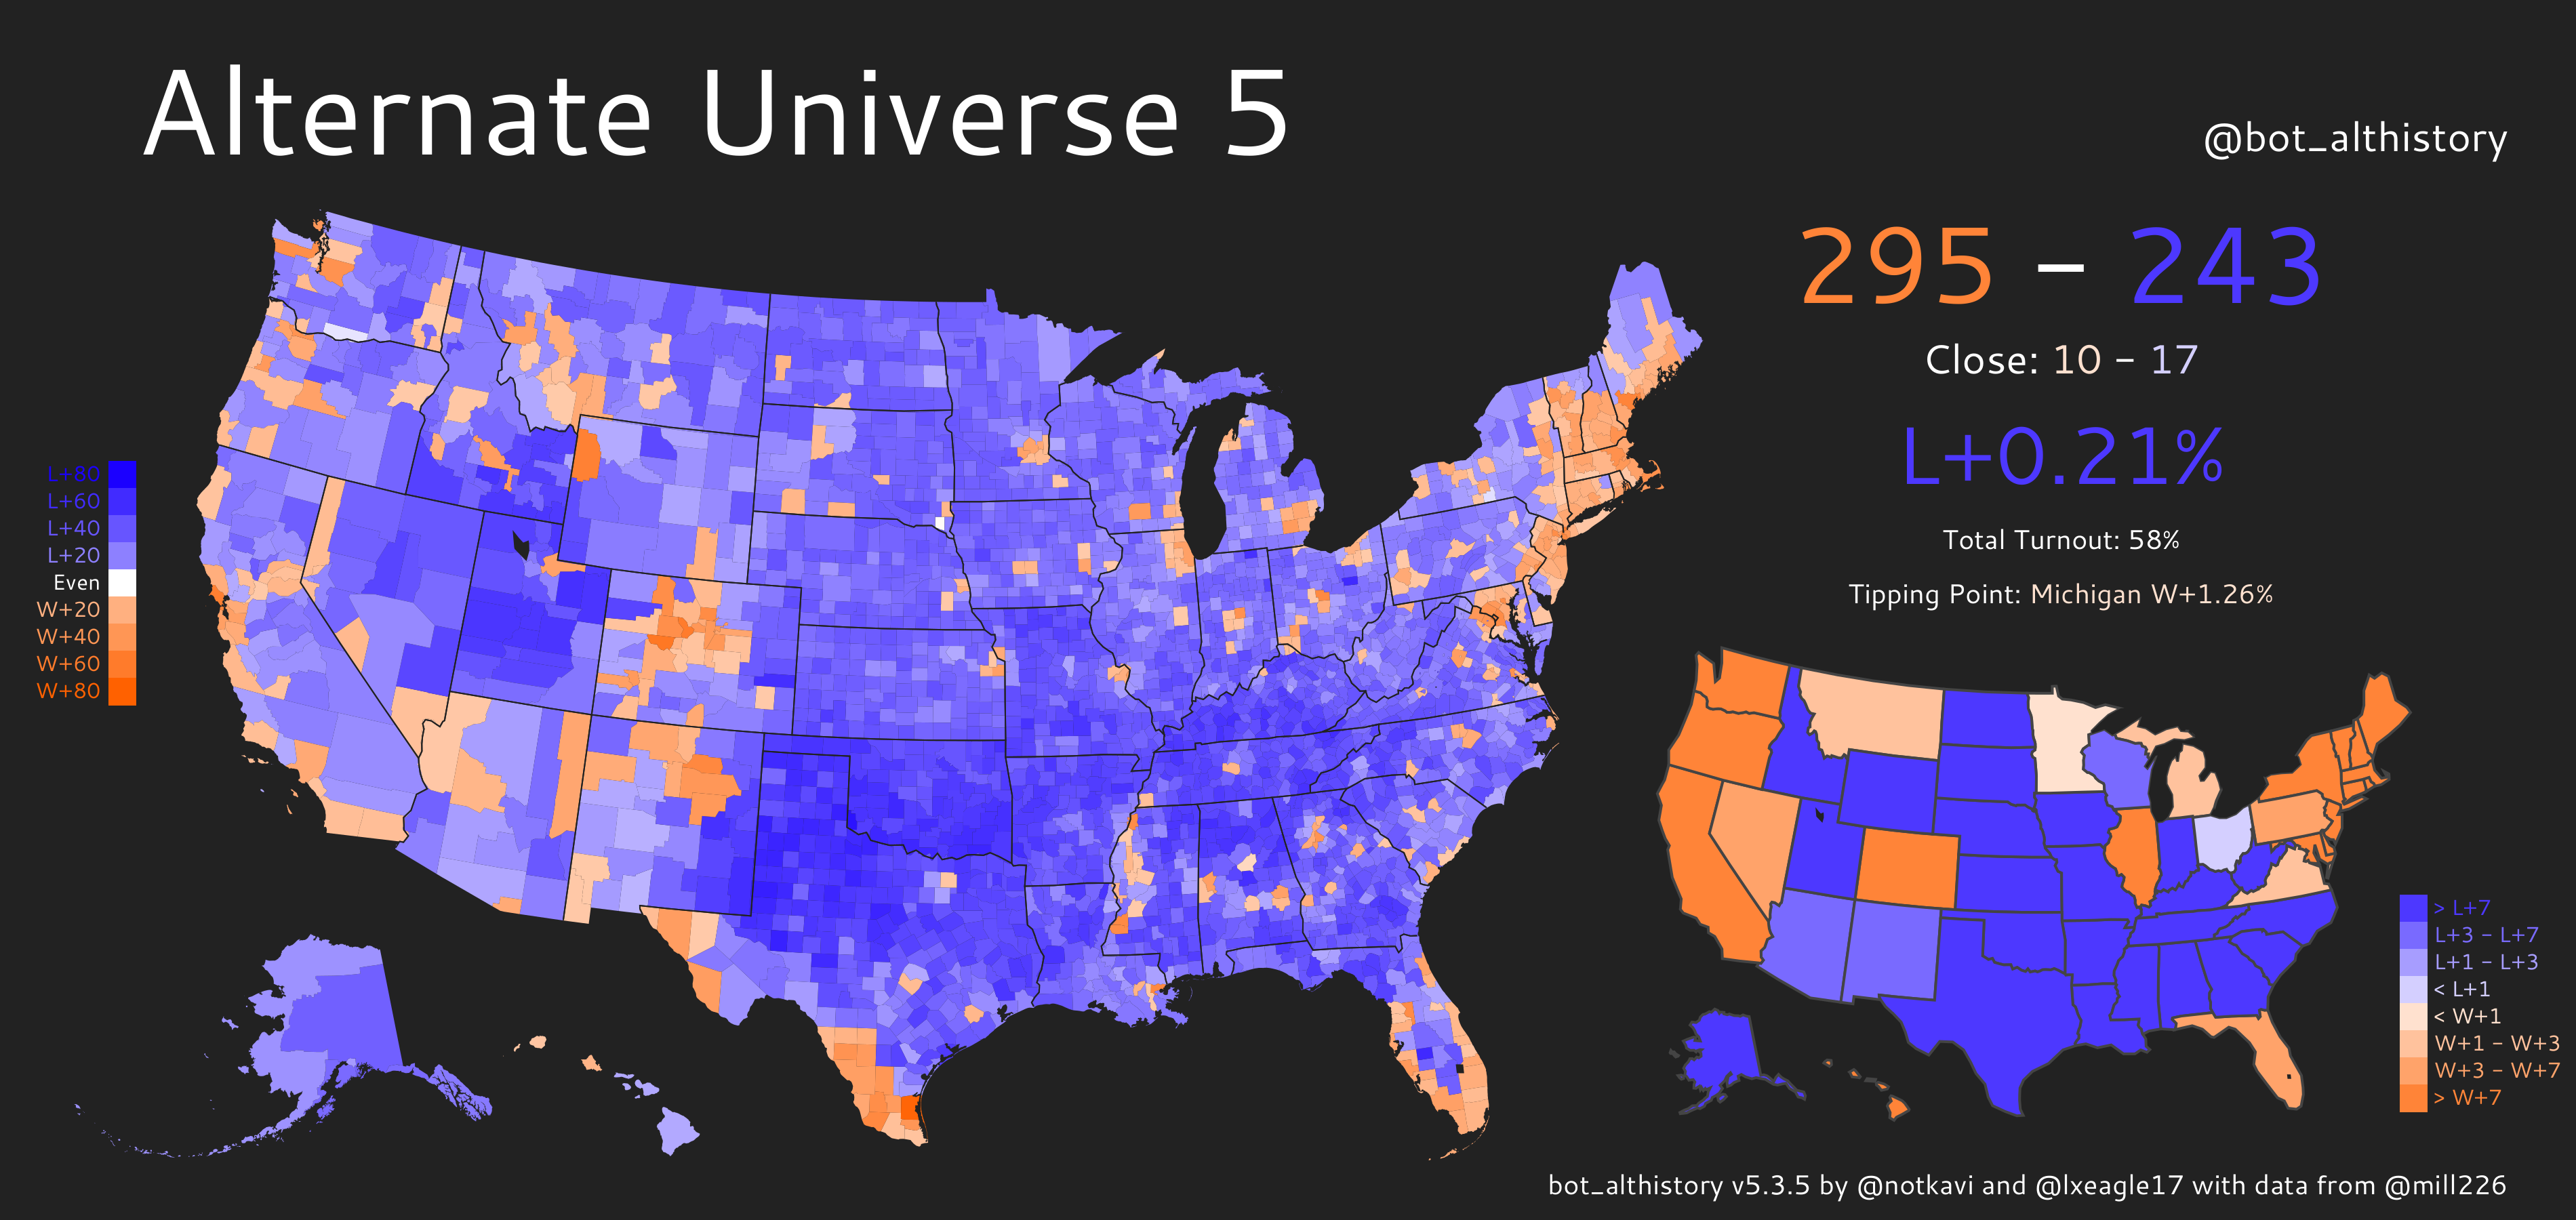 Alternate Universe 5
@bot_althistory
295 – 243
Close: 10 – 17
L+0.21%
Total Turnout: 58%
Tipping Point: Michigan W+1.26%
L+80
L+60
L+40
L+20
Even
W+20
W+40
W+60
W+80
> L+7
L+3 – L+7
L+1 – L+3
< L+1
< W+1
W+1 – W+3
W+3 – W+7
> W+7
bot_althistory v5.3.5 by @notkavi and @lxeagle17 with data from @mill226